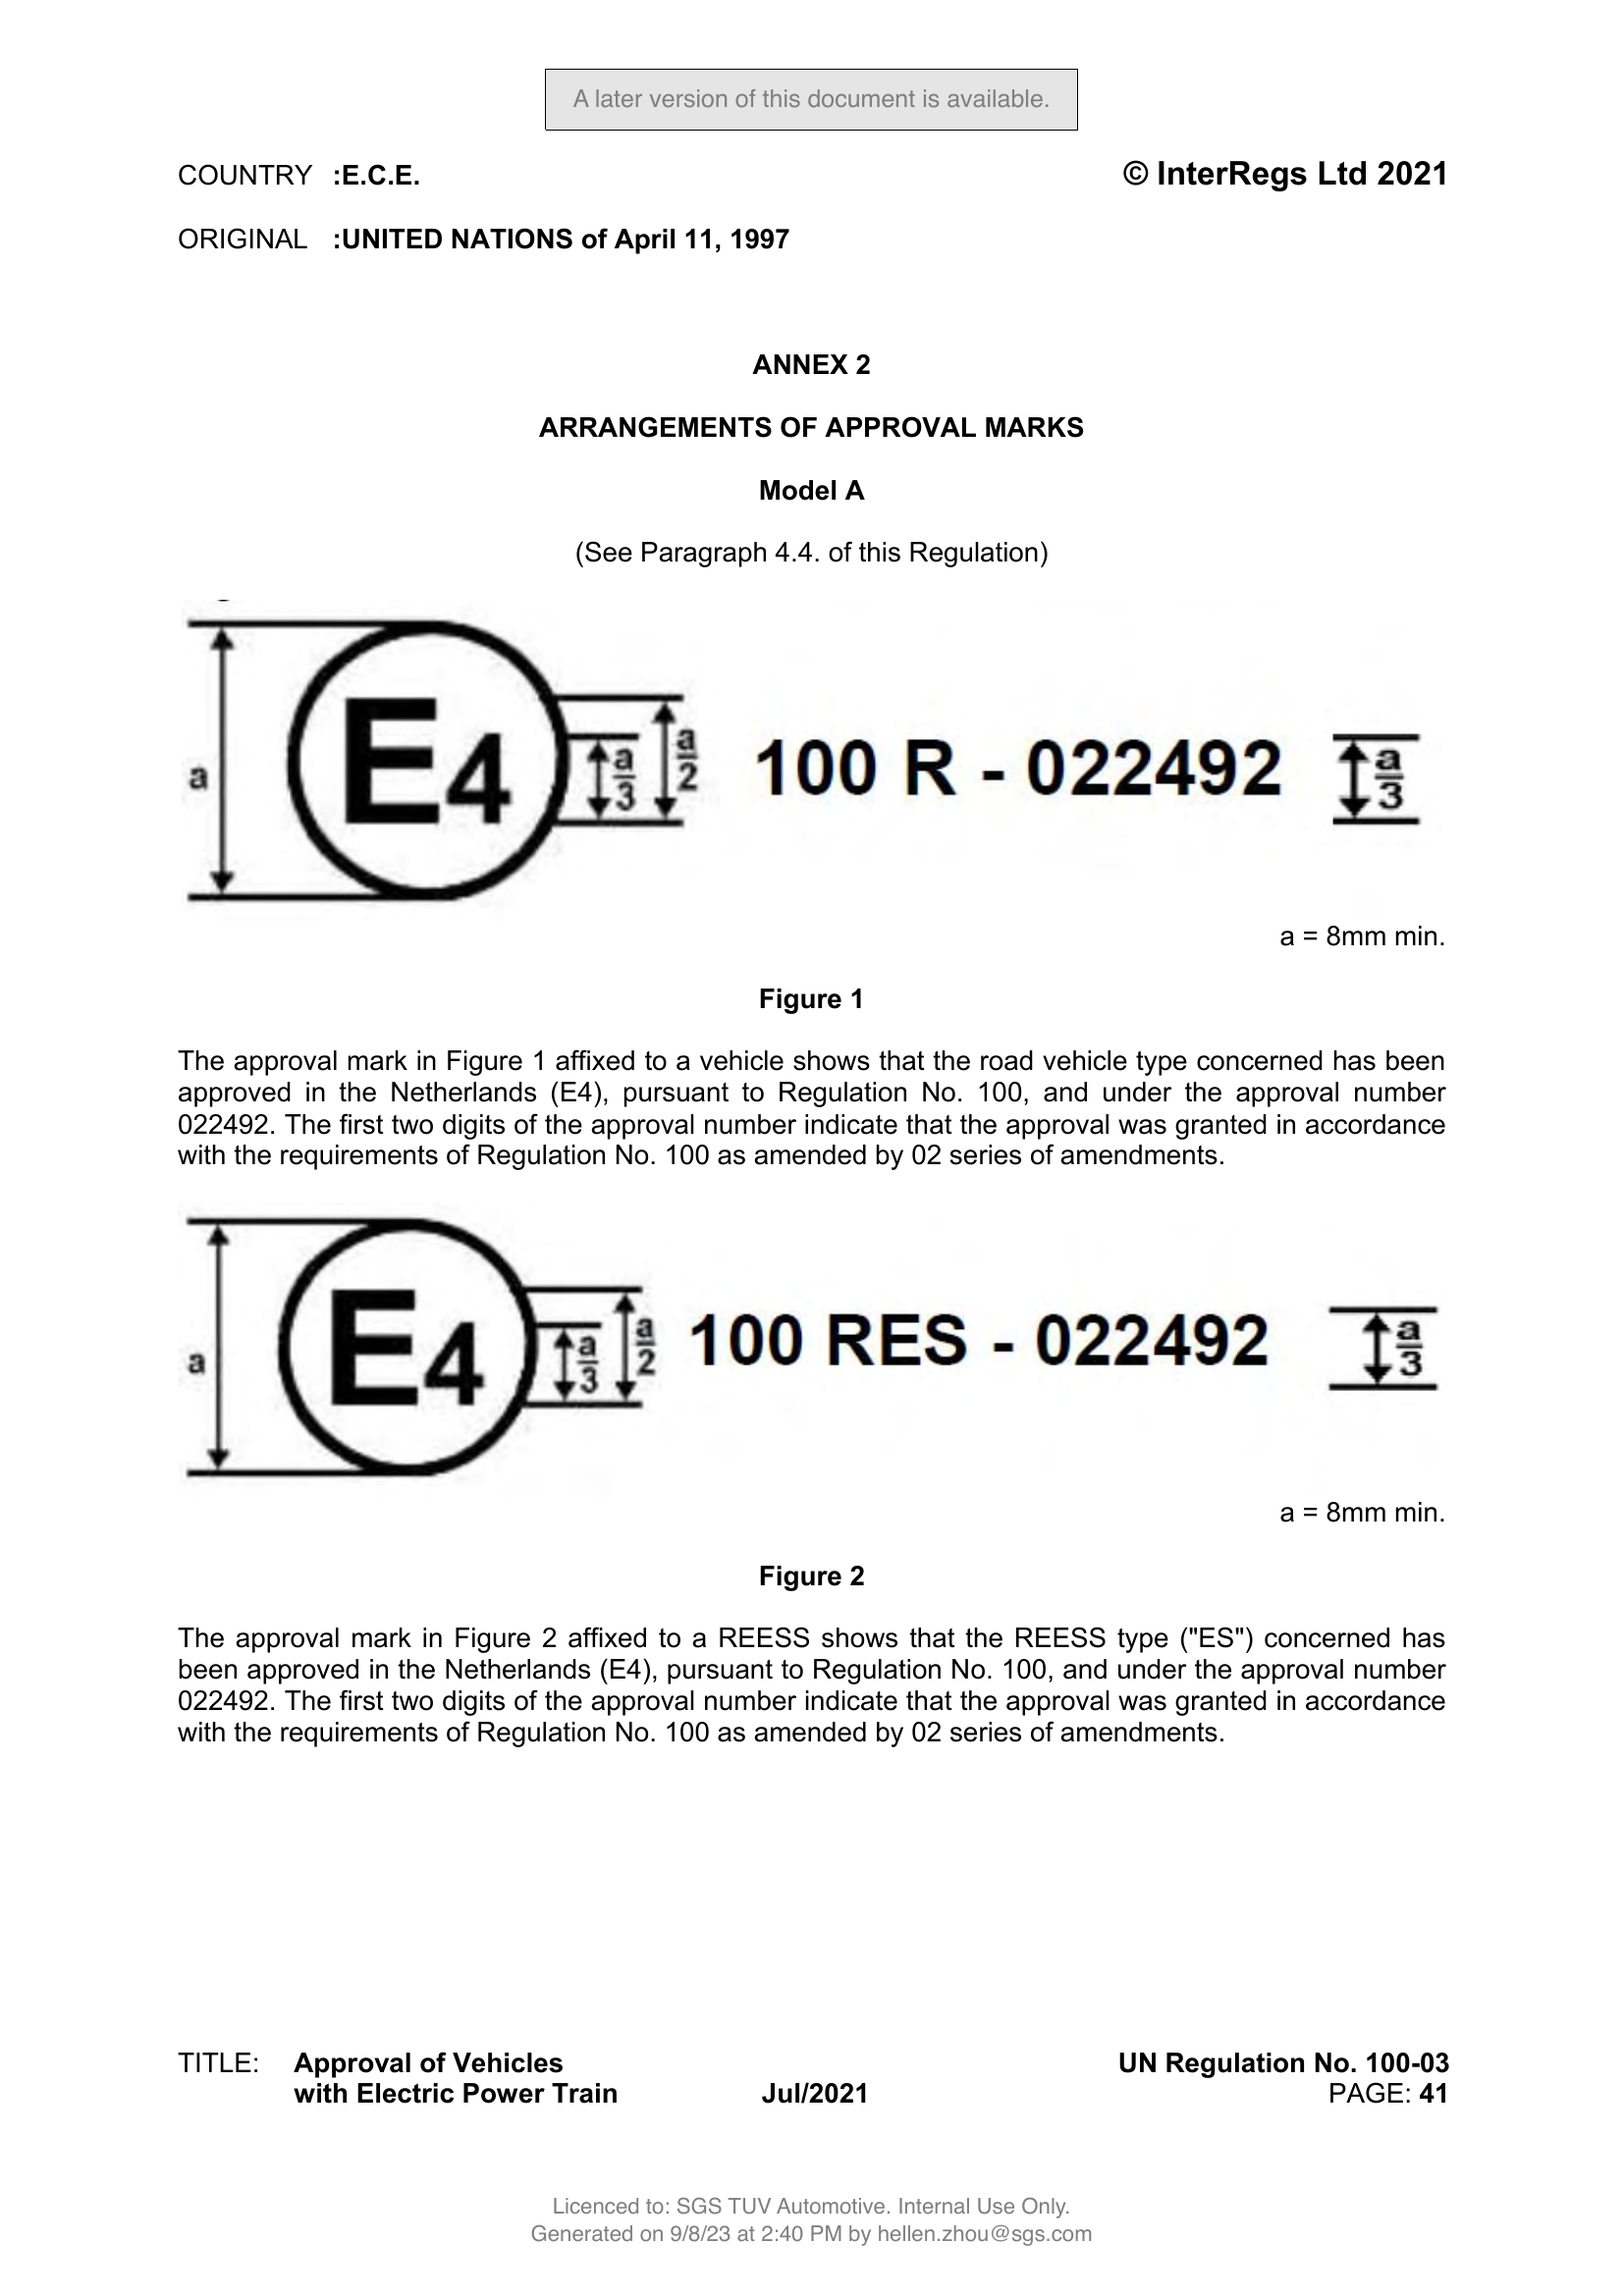 A later version of this document is available.
COUNTRY :E.C.E. © InterRegs Ltd 2021
ORIGINAL :UNITED NATIONS of April 11, 1997
ANNEX 2
ARRANGEMENTS OF APPROVAL MARKS
Model A
(See Paragraph 4.4. of this Regulation)
a E4 a/3 a/2 100 R - 022492 a/3
a = 8mm min.
Figure 1
The approval mark in Figure 1 affixed to a vehicle shows that the road vehicle type concerned has been
approved in the Netherlands (E4), pursuant to Regulation No. 100, and under the approval number
022492. The first two digits of the approval number indicate that the approval was granted in accordance
with the requirements of Regulation No. 100 as amended by 02 series of amendments.
a E4 a/3 a/2 100 RES - 022492 a/3
a = 8mm min.
Figure 2
The approval mark in Figure 2 affixed to a REESS shows that the REESS type ("ES") concerned has
been approved in the Netherlands (E4), pursuant to Regulation No. 100, and under the approval number
022492. The first two digits of the approval number indicate that the approval was granted in accordance
with the requirements of Regulation No. 100 as amended by 02 series of amendments.
TITLE: Approval of Vehicles UN Regulation No. 100-03
with Electric Power Train Jul/2021 PAGE: 41
Licenced to: SGS TUV Automotive. Internal Use Only.
Generated on 9/8/23 at 2:40 PM by hellen.zhou@sgs.com